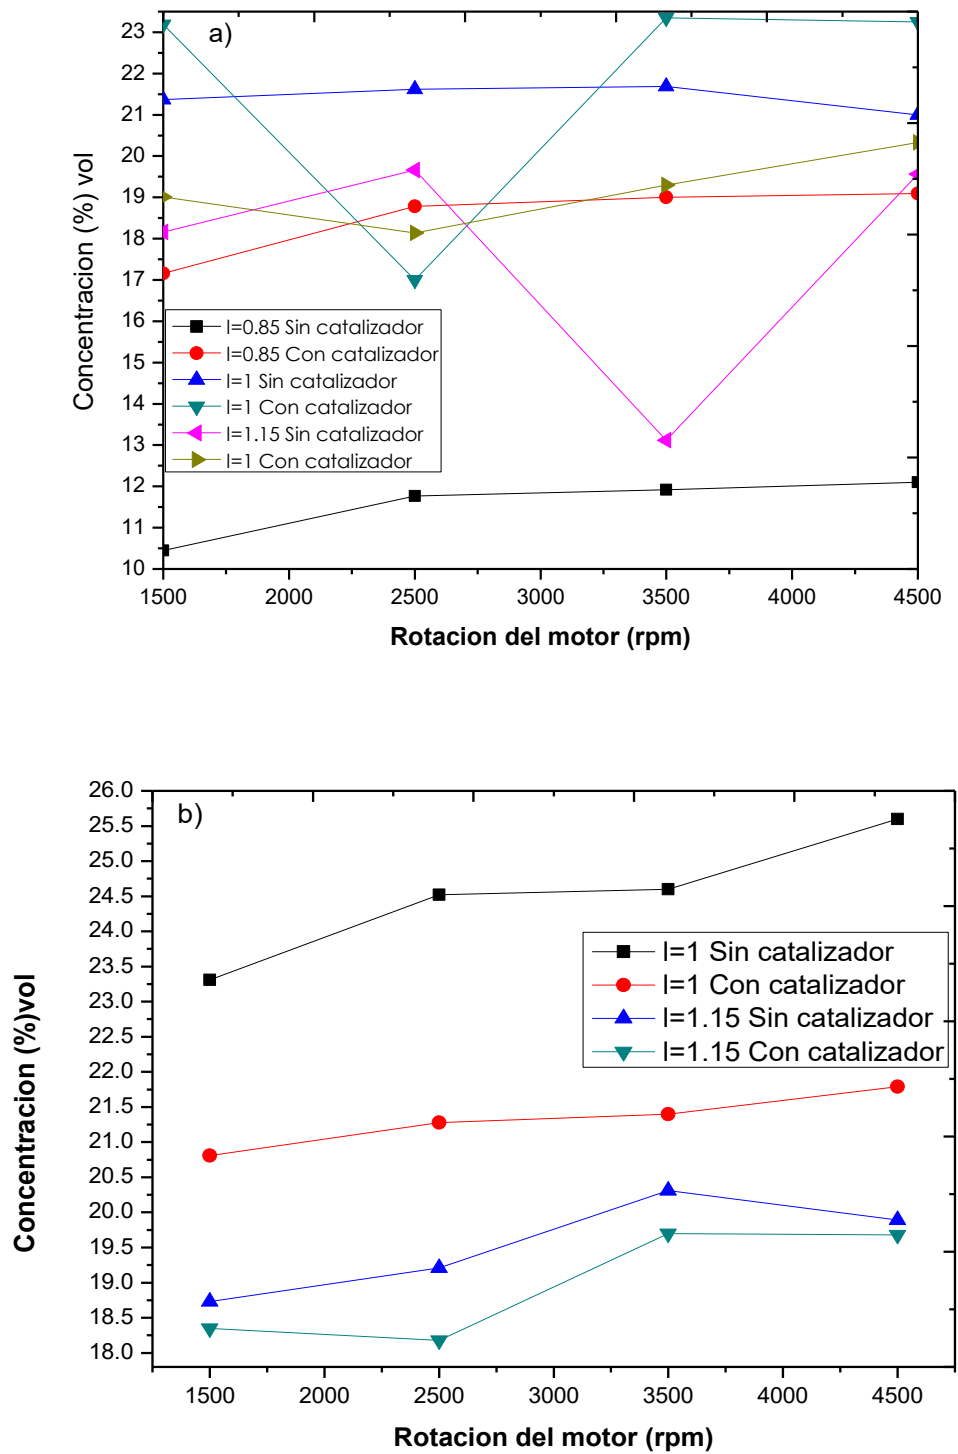 a)
23
22
21
20
19
18
17
16
15
14
13
12
11
10
Concentracion (%) vol
l=0.85 Sin catalizador
l=0.85 Con catalizador
l=1 Sin catalizador
l=1 Con catalizador
l=1.15 Sin catalizador
l=1 Con catalizador
1500 2000 2500 3000 3500 4000 4500
Rotacion del motor (rpm)
b)
26.0
25.5
25.0
24.5
24.0
23.5
23.0
22.5
22.0
21.5
21.0
20.5
20.0
19.5
19.0
18.5
18.0
Concentracion (%)vol
l=1 Sin catalizador
l=1 Con catalizador
l=1.15 Sin catalizador
l=1.15 Con catalizador
1500 2000 2500 3000 3500 4000 4500
Rotacion del motor (rpm)